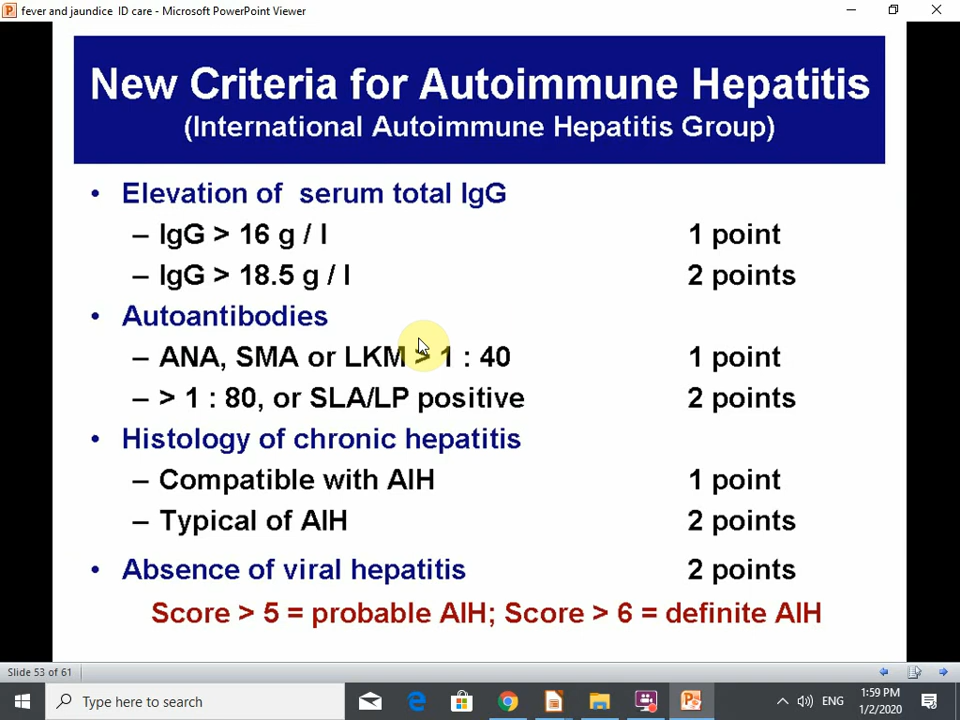 fever and jaundice ID care - Microsoft PowerPoint Viewer
New Criteria for Autoimmune Hepatitis
(International Autoimmune Hepatitis Group)
• Elevation of serum total IgG
– IgG > 16 g / l 1 point
– IgG > 18.5 g / l 2 points
• Autoantibodies
– ANA, SMA or LKM > 1 : 40 1 point
– > 1 : 80, or SLA/LP positive 2 points
• Histology of chronic hepatitis
– Compatible with AIH 1 point
– Typical of AIH 2 points
• Absence of viral hepatitis 2 points
Score > 5 = probable AIH; Score > 6 = definite AIH
Slide 53 of 61
Type here to search
ENG
1:59 PM
1/2/2020